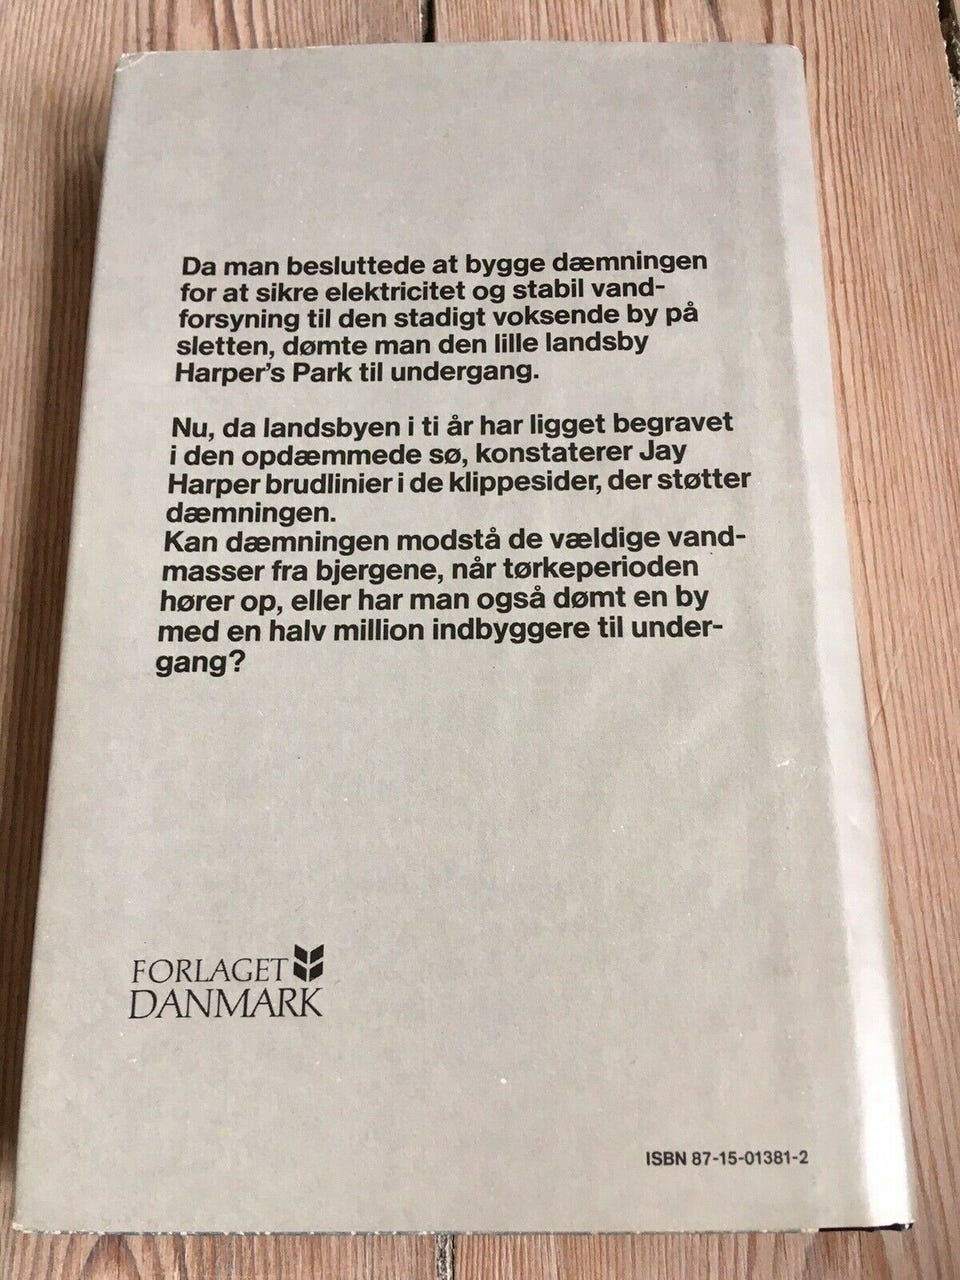 Da man besluttede at bygge dæmningen
for at sikre elektricitet og stabil vand-
forsyning til den stadigt voksende by på
sletten, dømte man den lille landsby
Harper's Park til undergang.
Nu, da landsbyen i ti år har ligget begravet
i den opdæmmede sø, konstaterer Jay
Harper brudlinier i de klippesider, der støtter
dæmningen.
Kan dæmningen modstå de vældige vand-
masser fra bjergene, når tørkeperioden
hører op, eller har man også dømt en by
med en halv million indbyggere til under-
gang?
FORLAGET
DANMARK
ISBN 87-15-01381-2